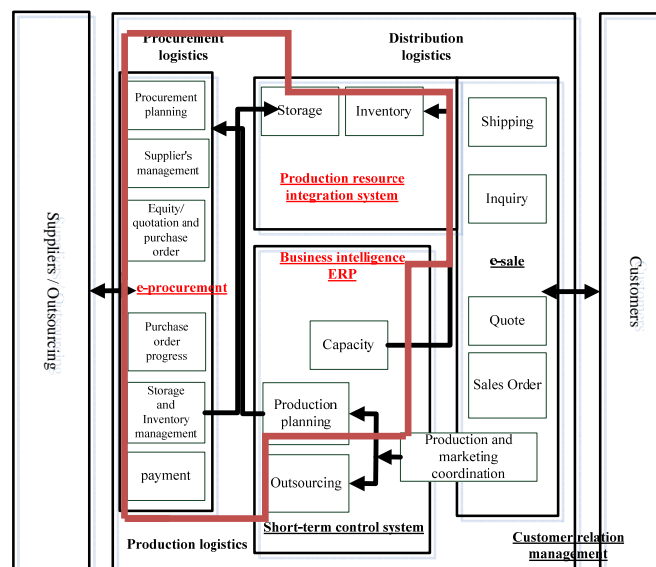 Procurement
logistics
Distribution
logistics
Procurement
planning
Supplier's
management
Equity/
quotation and
purchase
order
e-procurement
Purchase
order
progress
Storage
and
Inventory
management
payment
Storage
Inventory
Production resource
integration system
Business intelligence
ERP
Capacity
Production
planning
Outsourcing
Short-term control system
Production logistics
Shipping
Inquiry
e-sale
Quote
Sales Order
Production and
marketing
coordination
Customer relation
management
Suppliers / Outsourcing
Customers